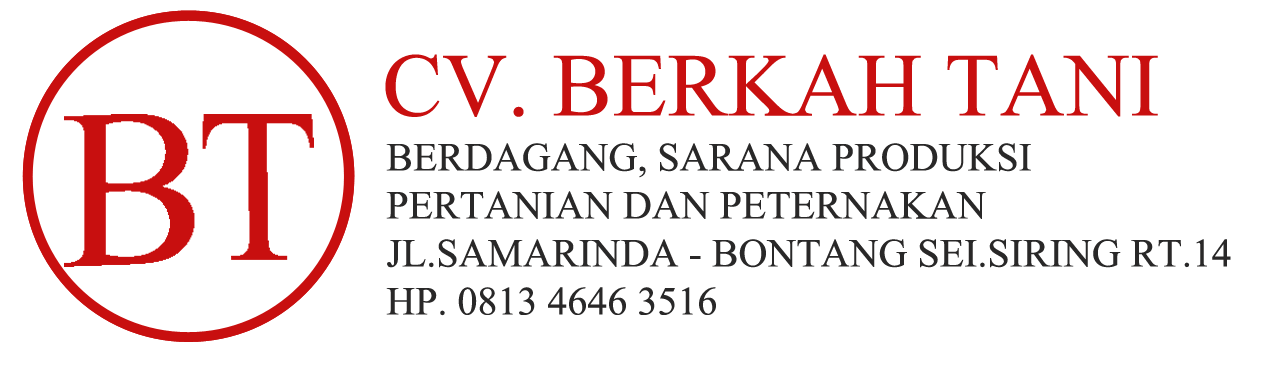 BT
CV. BERKAH TANI
BERDAGANG, SARANA PRODUKSI
PERTANIAN DAN PETERNAKAN
JL.SAMARINDA - BONTANG SEI.SIRING RT.14
HP. 0813 4646 3516